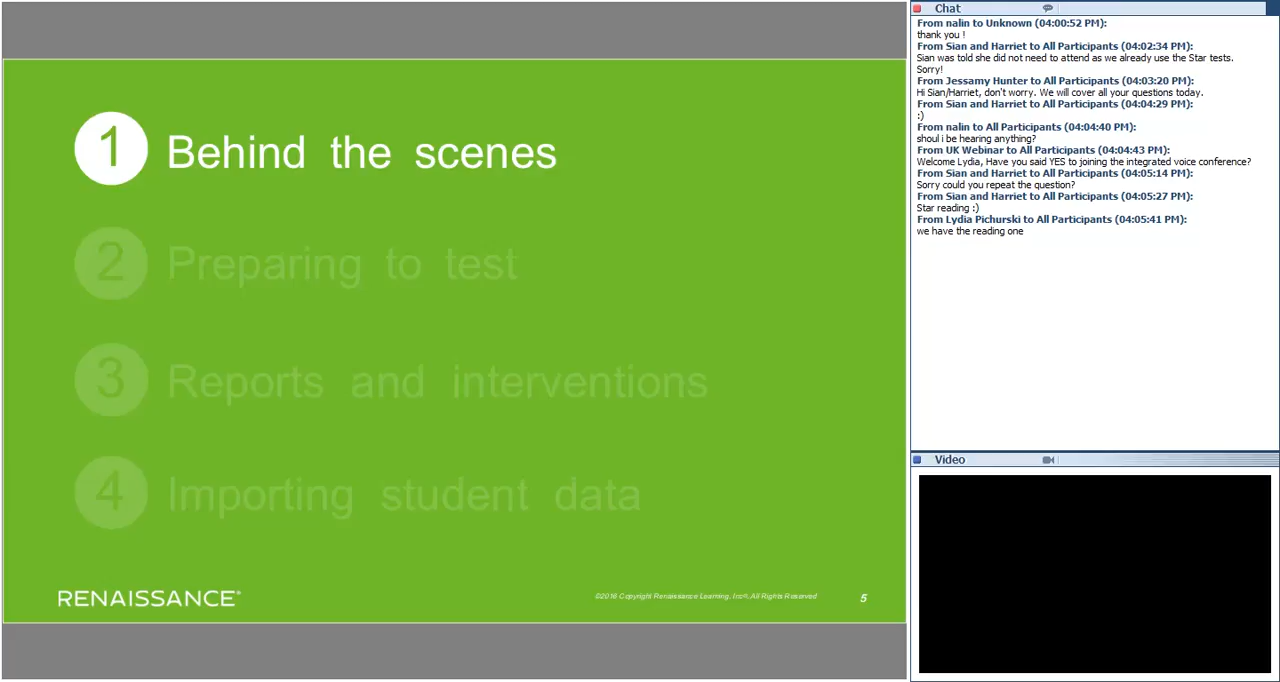 1 Behind the scenes
2 Preparing to test
3 Reports and interventions
4 Importing student data
RENAISSANCE®
©2016 Copyright Renaissance Learning, Inc. All Rights Reserved
5
Chat
From nalin to Unknown (04:00:52 PM):
thank you !
From Sian and Harriet to All Participants (04:02:34 PM):
Sian was told she did not need to attend as we already use the Star tests.
Sorry!
From Jessamy Hunter to All Participants (04:03:20 PM):
Hi Sian/Harriet, don't worry. We will cover all your questions today.
From Sian and Harriet to All Participants (04:04:29 PM):
:)
From nalin to All Participants (04:04:40 PM):
shoul i be hearing anything?
From UK Webinar to All Participants (04:04:43 PM):
Welcome Lydia, Have you said YES to joining the integrated voice conference?
From Sian and Harriet to All Participants (04:05:14 PM):
Sorry could you repeat the question?
From Sian and Harriet to All Participants (04:05:27 PM):
Star reading :)
From Lydia Pichurski to All Participants (04:05:41 PM):
we have the reading one
Video